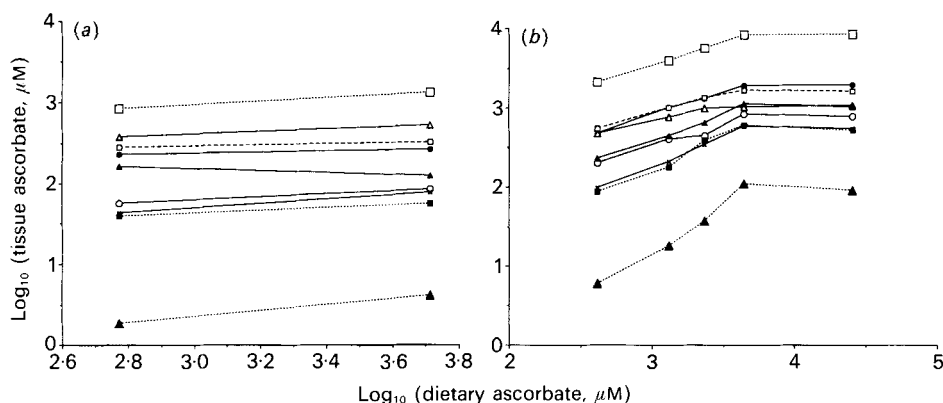 (a)
(b)
Log₁₀ (tissue ascorbate, μM)
4
3
2
1
0
2·6 2·8 3·0 3·2 3·4 3·6 3·8
4
3
2
1
0
2 3 4 5
Log₁₀ (dietary ascorbate, μM)